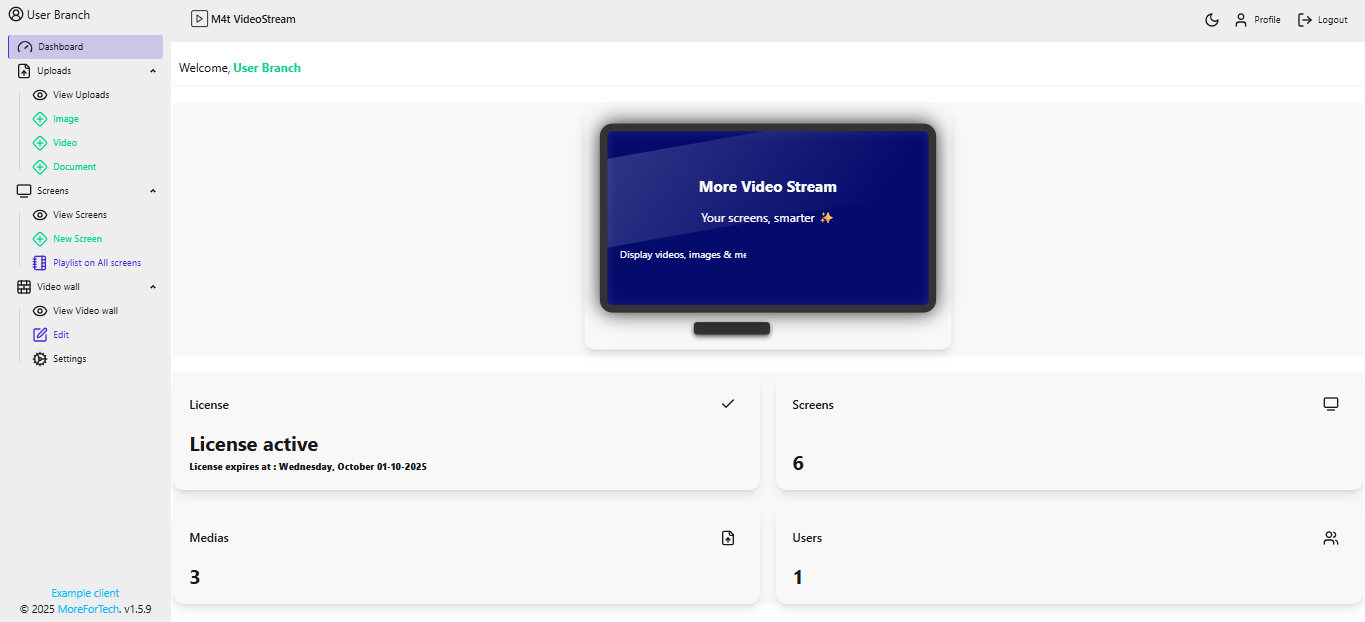 User Branch
M4t VideoStream
Profile
Logout
Dashboard
Uploads
View Uploads
Image
Video
Document
Screens
View Screens
New Screen
Playlist on All screens
Video wall
View Video wall
Edit
Settings
Example client
© 2025 MoreForTech. v1.5.9
Welcome, User Branch
More Video Stream
Your screens, smarter ✨
Display videos, images & me
License
License active
License expires at : Wednesday, October 01-10-2025
Screens
6
Medias
3
Users
1